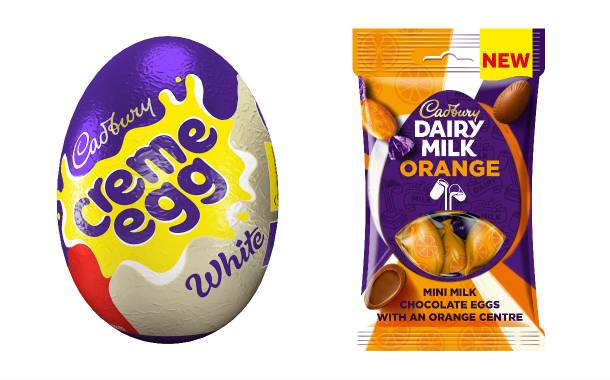 Cadbury
creme
egg
White
NEW
Cadbury
DAIRY
MILK
ORANGE
MINI MILK
CHOCOLATE EGGS
WITH AN ORANGE CENTRE